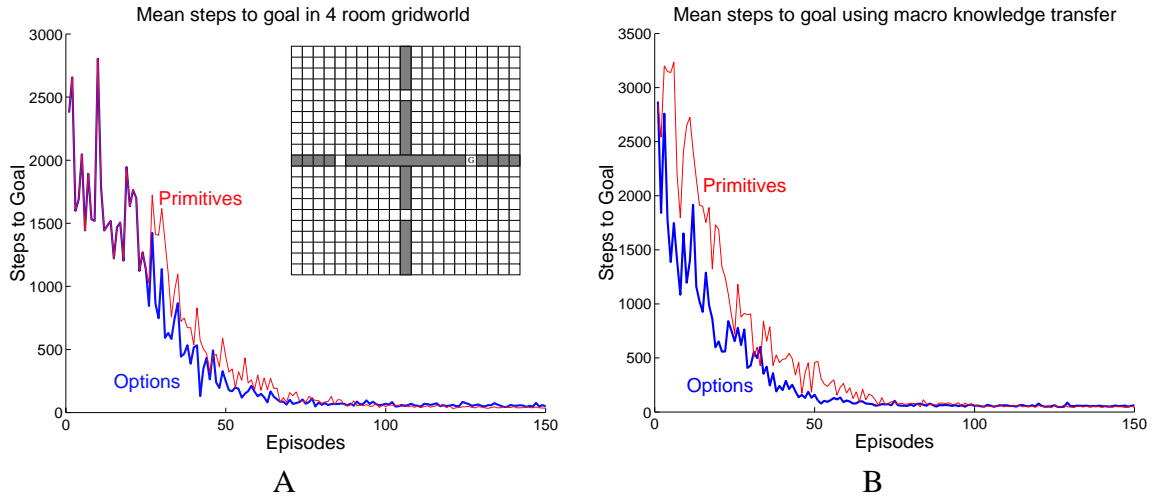 Mean steps to goal in 4 room gridworld
3000
2500
2000
1500
1000
500
0
Steps to Goal
Primitives
Options
G
0
50
100
150
Episodes
A
Mean steps to goal using macro knowledge transfer
3500
3000
2500
2000
1500
1000
500
0
Steps to Goal
Primitives
Options
0
50
100
150
Episodes
B